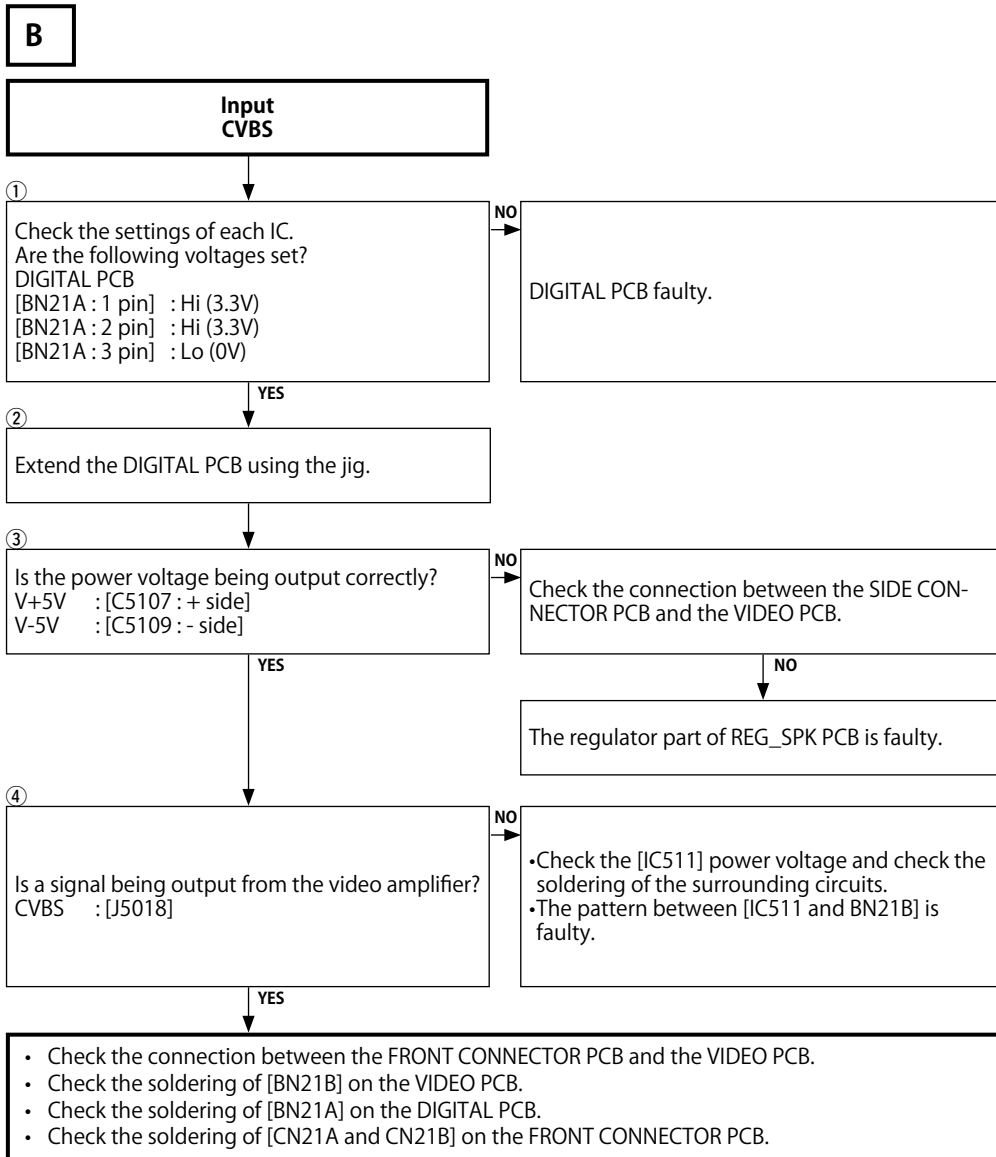 B
Input
CVBS
①
Check the settings of each IC.
Are the following voltages set?
DIGITAL PCB
[BN21A : 1 pin] : Hi (3.3V)
[BN21A : 2 pin] : Hi (3.3V)
[BN21A : 3 pin] : Lo (0V)
NO
DIGITAL PCB faulty.
YES
②
Extend the DIGITAL PCB using the jig.
③
Is the power voltage being output correctly?
V+5V : [C5107 : + side]
V-5V : [C5109 : - side]
NO
Check the connection between the SIDE CON-
NECTOR PCB and the VIDEO PCB.
YES
NO
The regulator part of REG_SPK PCB is faulty.
④
Is a signal being output from the video amplifier?
CVBS : [J5018]
NO
•Check the [IC511] power voltage and check the
soldering of the surrounding circuits.
•The pattern between [IC511 and BN21B] is
faulty.
YES
• Check the connection between the FRONT CONNECTOR PCB and the VIDEO PCB.
• Check the soldering of [BN21B] on the VIDEO PCB.
• Check the soldering of [BN21A] on the DIGITAL PCB.
• Check the soldering of [CN21A and CN21B] on the FRONT CONNECTOR PCB.